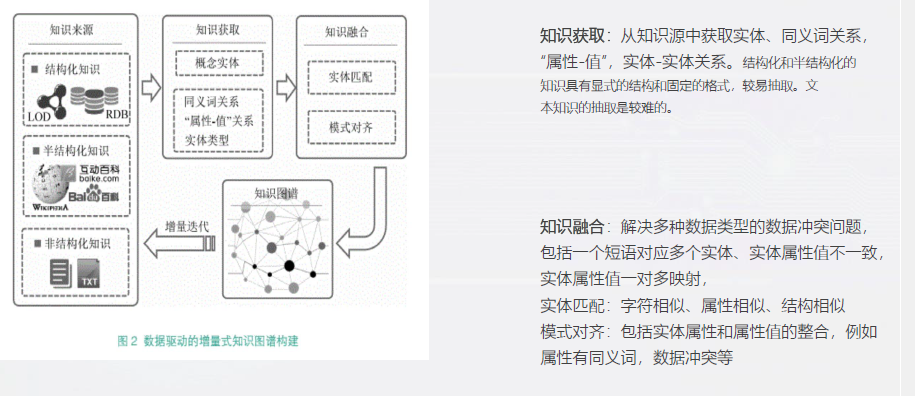 知识来源
结构化知识
LOD
RDB
半结构化知识
互动百科
baike.com
Bai du 百科
WIKIPEDIA
非结构化知识
TXT
知识获取
概念实体
同义词关系
“属性-值”关系
实体类型
知识融合
实体匹配
模式对齐
知识图谱
增量迭代
图 2 数据驱动的增量式知识图谱构建
知识获取：从知识源中获取实体、同义词关系，
“属性-值”，实体-实体关系。结构化和半结构化的
知识具有显式的结构和固定的格式，较易抽取。文
本知识的抽取是较难的。
知识融合：解决多种数据类型的数据冲突问题，
包括一个短语对应多个实体、实体属性值不一致，
实体属性值一对多映射，
实体匹配：字符相似、属性相似、结构相似
模式对齐：包括实体属性和属性值的整合，例如
属性有同义词，数据冲突等